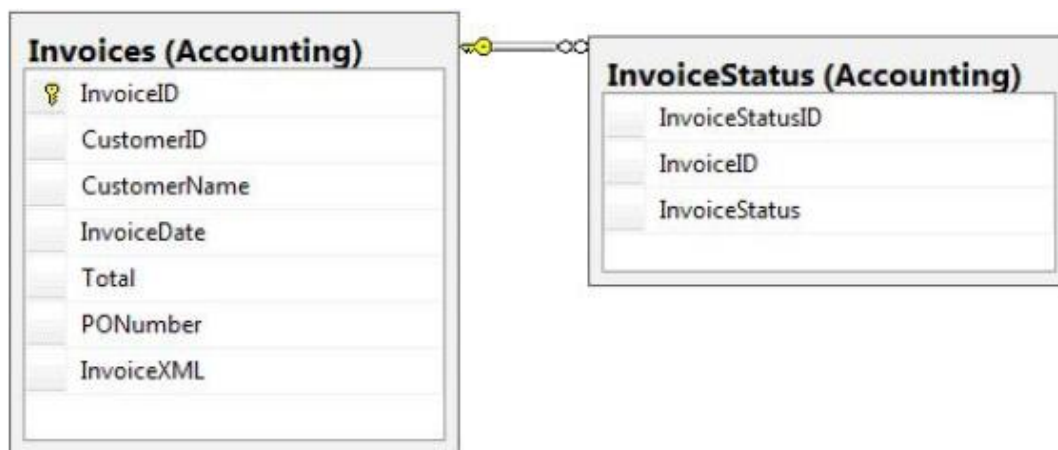 Invoices (Accounting)
InvoiceID
CustomerID
CustomerName
InvoiceDate
Total
PONumber
InvoiceXML
InvoiceStatus (Accounting)
InvoiceStatusID
InvoiceID
InvoiceStatus